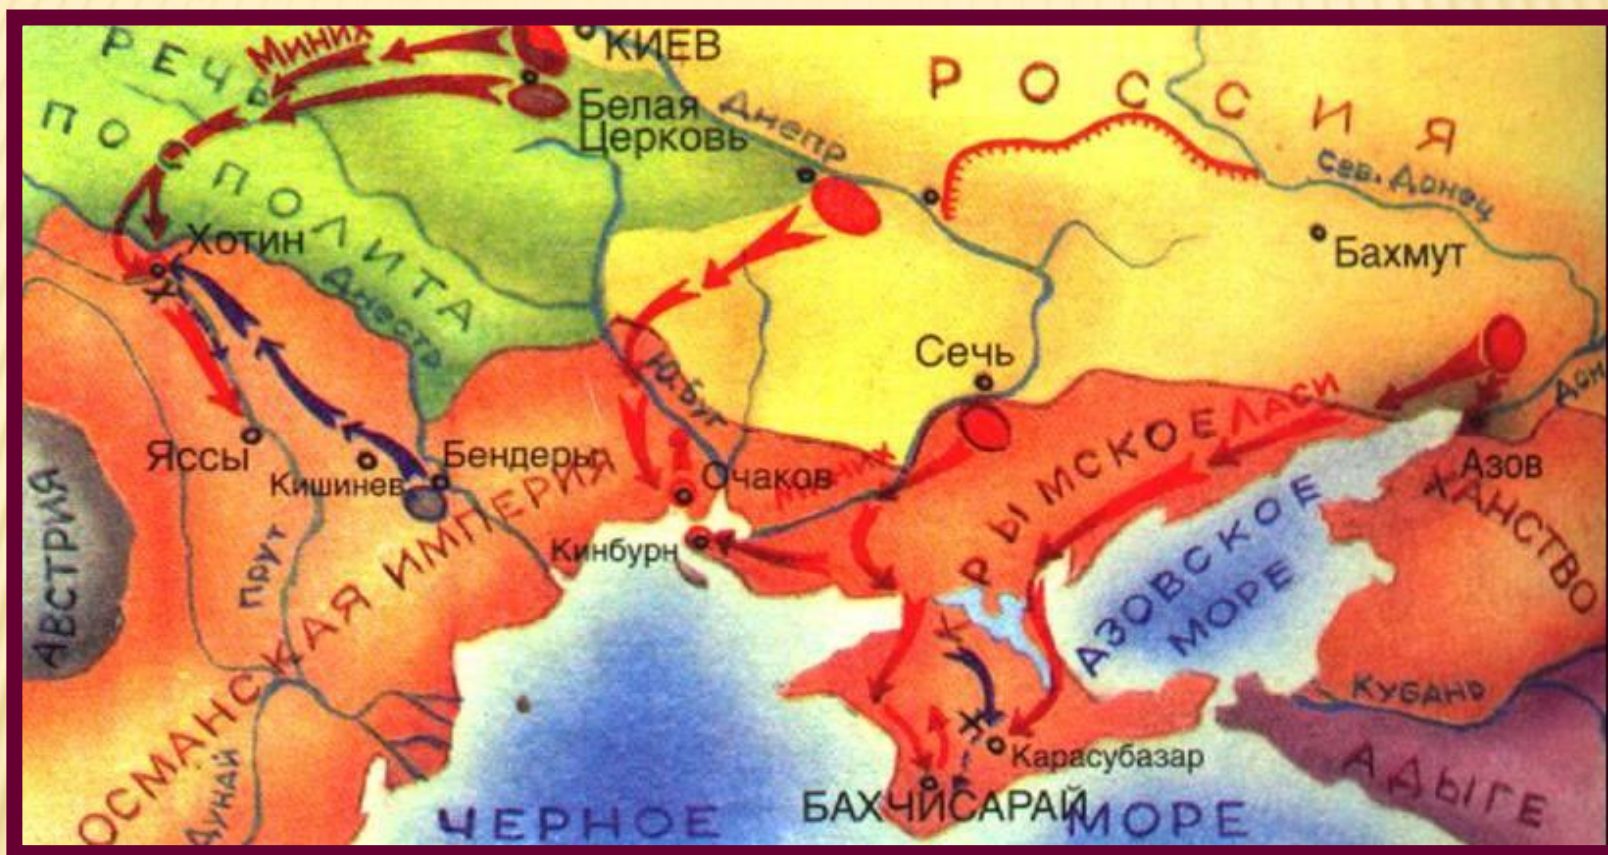 РЕЧЬ
Миних
КИЕВ
Белая
Церковь
Днепр
РОССИЯ
ПОСПОЛИТА
сев. Донец
Хотин
Бахмут
Днестр
Сечь
Ю. Буг
Дон
Ласи
Яссы
Кишинев
Бендеры
Очаков
Миних
КРЫМСКОЕ
Азов
ХАНСТВО
АВСТРИЯ
ОСМАНСКАЯ ИМПЕРИЯ
Кинбурн
Прут
АЗОВСКОЕ
МОРЕ
КУБАНЬ
Карасубазар
БАХЧИСАРАЙ
Дунай
ЧЕРНОЕ
МОРЕ
АДЫГЕ